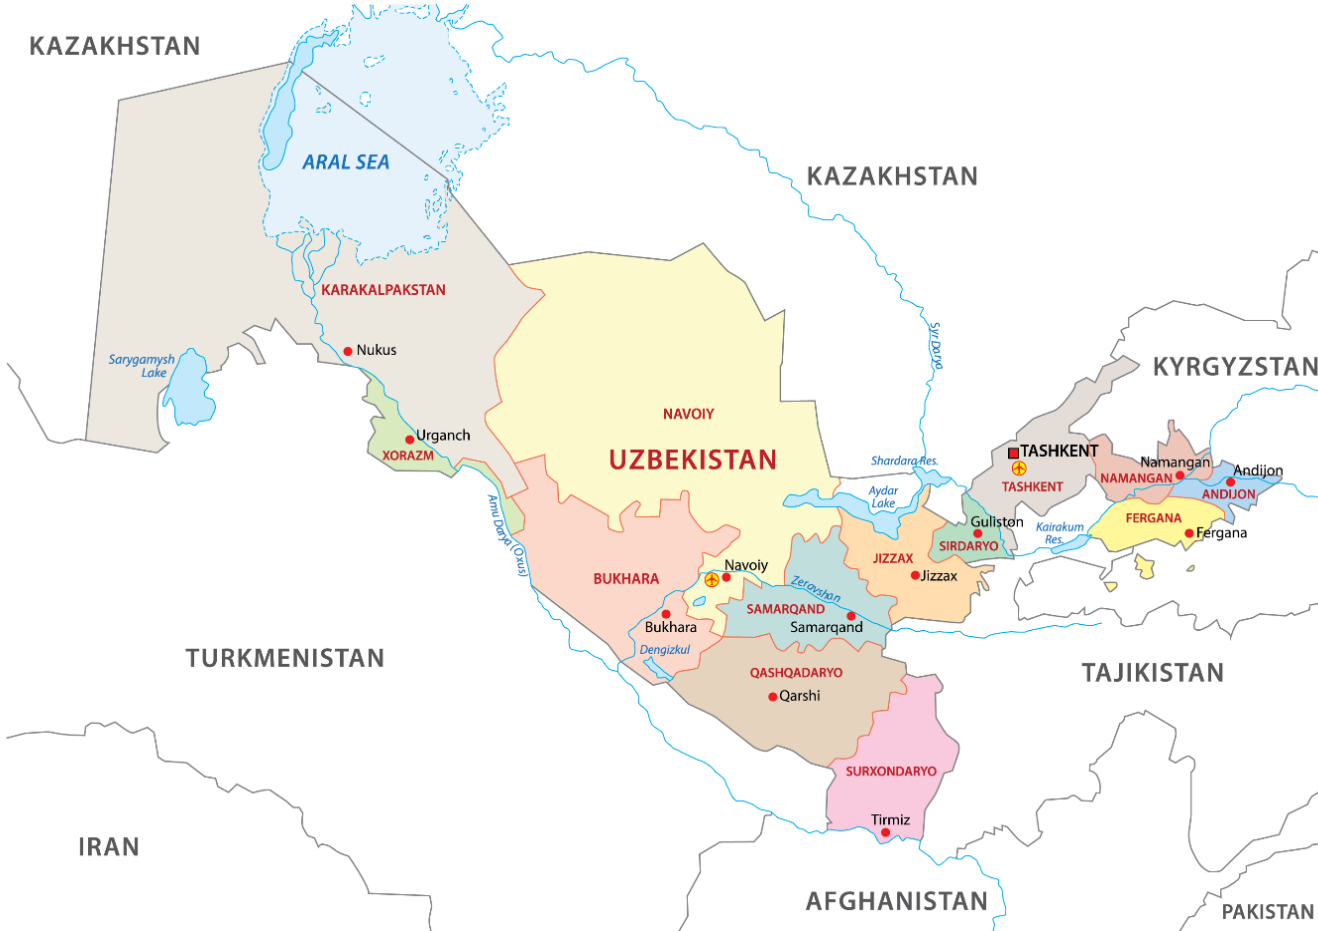 KAZAKHSTAN
ARAL SEA
KAZAKHSTAN
KARAKALPAKSTAN
Nukus
Sarygamysh
Lake
Syr Darya
KYRGYZSTAN
NAVOIY
UZBEKISTAN
Urganch
XORAZM
TASHKENT
TASHKENT
Shardara Res.
Namangan
NAMANGAN
Andijon
ANDIJON
Aydar
Lake
Amu Darya (Oxus)
Guliston
SIRDARYO
Kairakum
Res.
FERGANA
Fergana
JIZZAX
Jizzax
BUKHARA
Navoiy
Zeravshan
SAMARQAND
Samarqand
Bukhara
Dengizkul
TURKMENISTAN
QASHQADARYO
Qarshi
TAJIKISTAN
SURXONDARYO
Tirmiz
IRAN
AFGHANISTAN
PAKISTAN